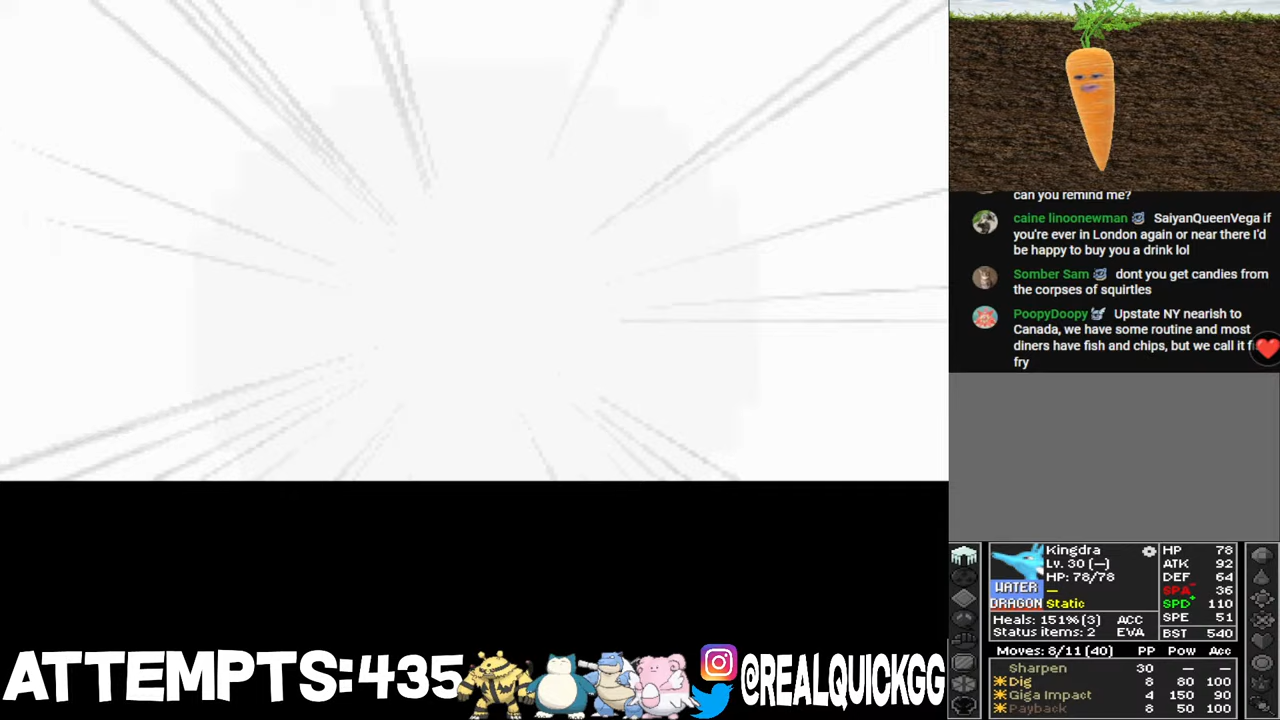 can you remind me?
caine linoonewman SaiyanQueenVega if
you're ever in London again or near there I'd
be happy to buy you a drink lol
Somber Sam dont you get candies from
the corpses of squirtles
PoopyDoopy Upstate NY nearish to
Canada, we have some routine and most
diners have fish and chips, but we call it
fry
Kingdra
Lv. 30 (—)
HP: 78/78
—
WATER
DRAGON Static
HP 78
ATK 92
DEF 64
SPA 36
SPD 110
SPE 51
BST 540
Heals: 151% (3) ACC
Status items: 2 EVA
Moves: 8/11 (40) PP Pow Acc
Sharpen 30 — —
Dig 8 80 100
Giga Impact 4 150 90
Payback 8 50 100
ATTEMPTS:435
@REALQUICKGG